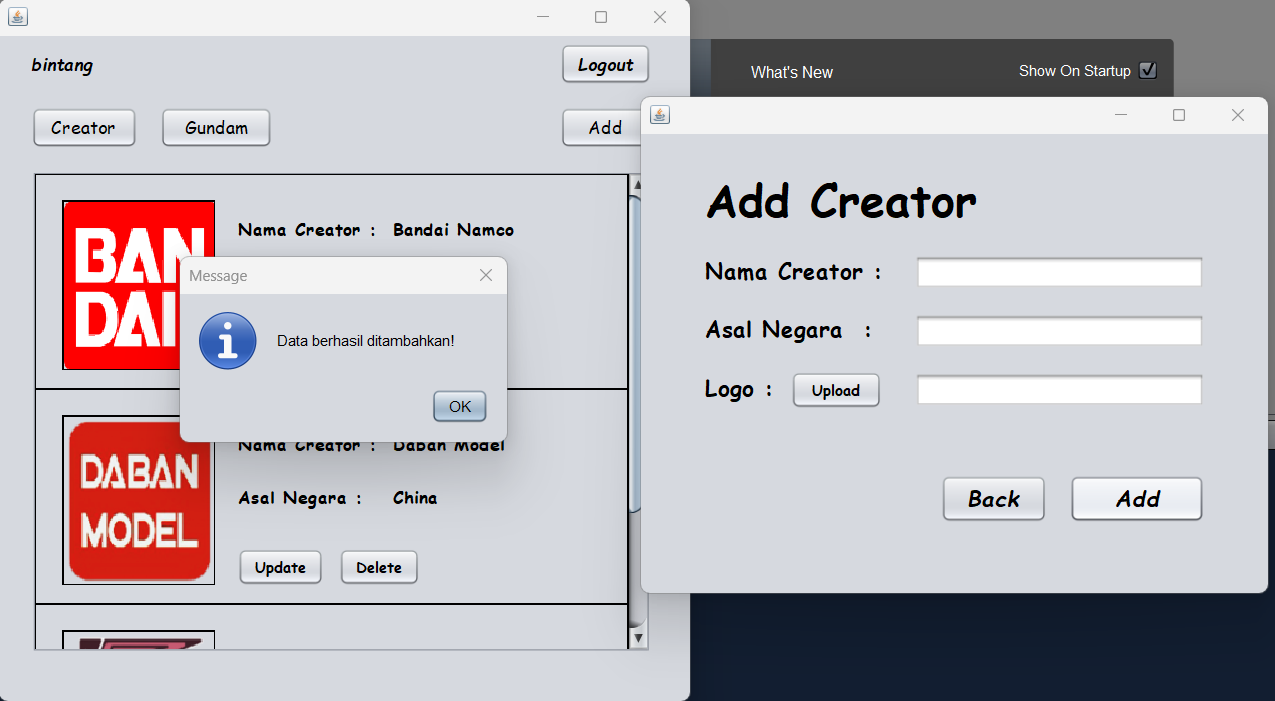 bintang
Logout
Creator
Gundam
Add
BAN
DAI
Nama Creator : Bandai Namco
Message
Data berhasil ditambahkan!
OK
DABAN
MODEL
Nama Creator : Daban Model
Asal Negara : China
Update
Delete
What's New
Show On Startup
Add Creator
Nama Creator :
Asal Negara :
Logo :
Upload
Back
Add